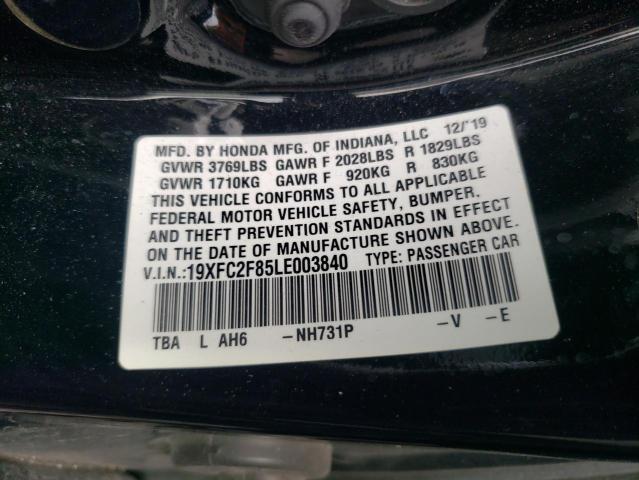 MFD. BY HONDA MFG. OF INDIANA, LLC 12/'19
GVWR 3769LBS GAWR F 2028LBS R 1829LBS
GVWR 1710KG GAWR F 920KG R 830KG
THIS VEHICLE CONFORMS TO ALL APPLICABLE
FEDERAL MOTOR VEHICLE SAFETY, BUMPER,
AND THEFT PREVENTION STANDARDS IN EFFECT
ON THE DATE OF MANUFACTURE SHOWN ABOVE.
V.I.N.:19XFC2F85LE003840 TYPE: PASSENGER CAR
TBA L AH6 -NH731P -V -E